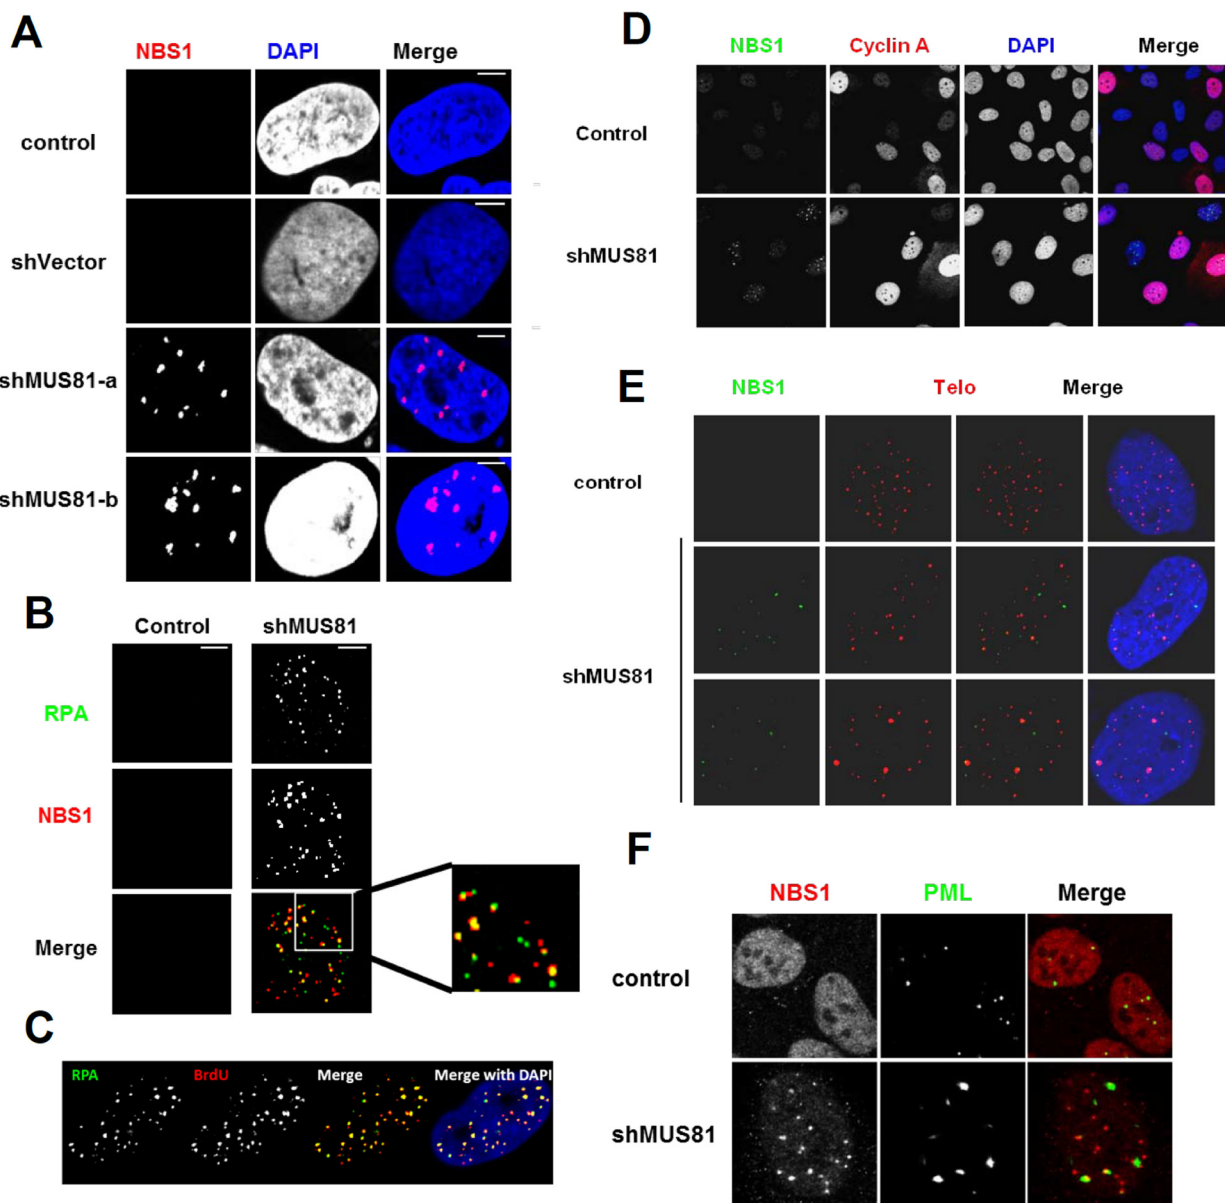 A
NBS1 DAPI Merge
control
shVector
shMUS81-a
shMUS81-b
B
Control shMUS81
RPA
NBS1
Merge
C
RPA BrdU Merge Merge with DAPI
D
NBS1 Cyclin A DAPI Merge
Control
shMUS81
E
NBS1 Telo Merge
control
shMUS81
F
NBS1 PML Merge
control
shMUS81